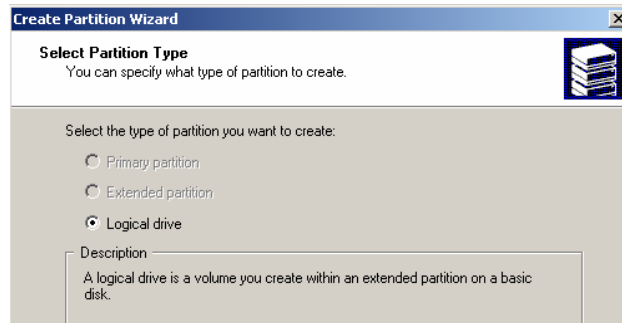 Create Partition Wizard
Select Partition Type
You can specify what type of partition to create.
Select the type of partition you want to create:
Primary partition
Extended partition
Logical drive
Description
A logical drive is a volume you create within an extended partition on a basic
disk.